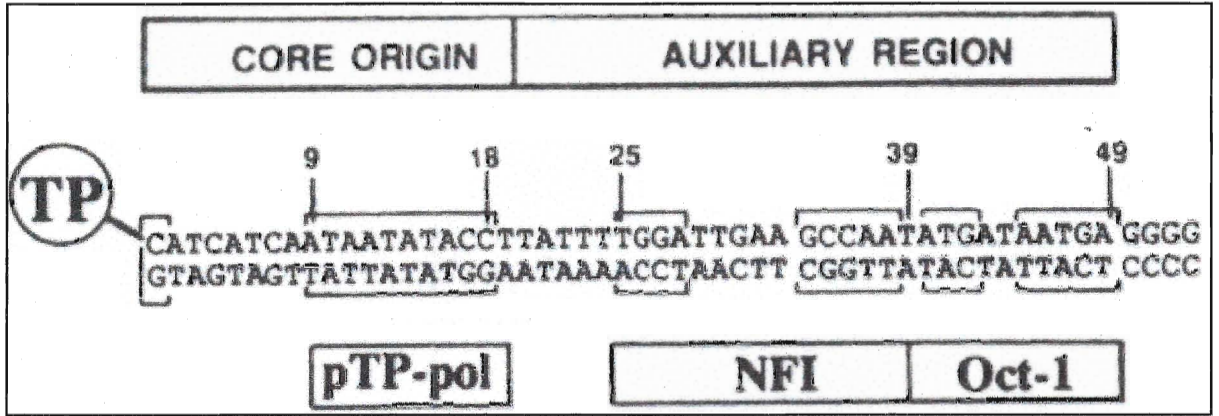 CORE ORIGIN AUXILIARY REGION
9 18 25 39 49
TP
CATCATCAATAATATACCTTATTTTGGATTGAA GCCAATATGATAATGA GGGG
GTAGTAGTTATTATATGGAATAAAACCTAACTT CGGTTATACTATTACT CCCC
pTP-pol NFI Oct-1